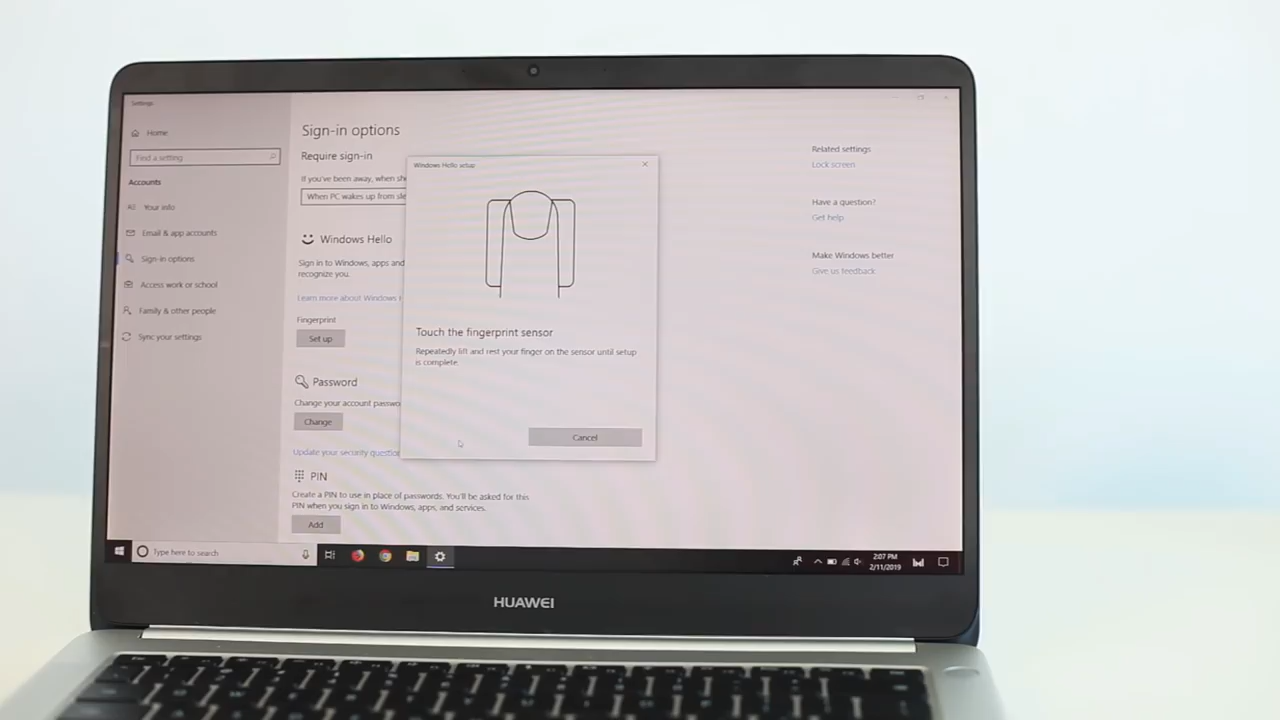 Settings
Home
Find a setting
Accounts
Your info
Email & app accounts
Sign-in options
Access work or school
Family & other people
Sync your settings
Sign-in options
Require sign-in
If you've been away, when sh
When PC wakes up from sle
Windows Hello
Sign in to Windows, apps and
recognize you.
Learn more about Windows
Fingerprint
Set up
Password
Change your account passwo
Change
Update your security question
PIN
Create a PIN to use in place of passwords. You'll be asked for this
PIN when you sign in to Windows, apps, and services.
Add
Windows Hello setup
Touch the fingerprint sensor
Repeatedly lift and rest your finger on the sensor until setup
is complete.
Cancel
Related settings
Lock screen
Have a question?
Get help
Make Windows better
Give us feedback
Type here to search
2:07 PM
2/11/2019
HUAWEI